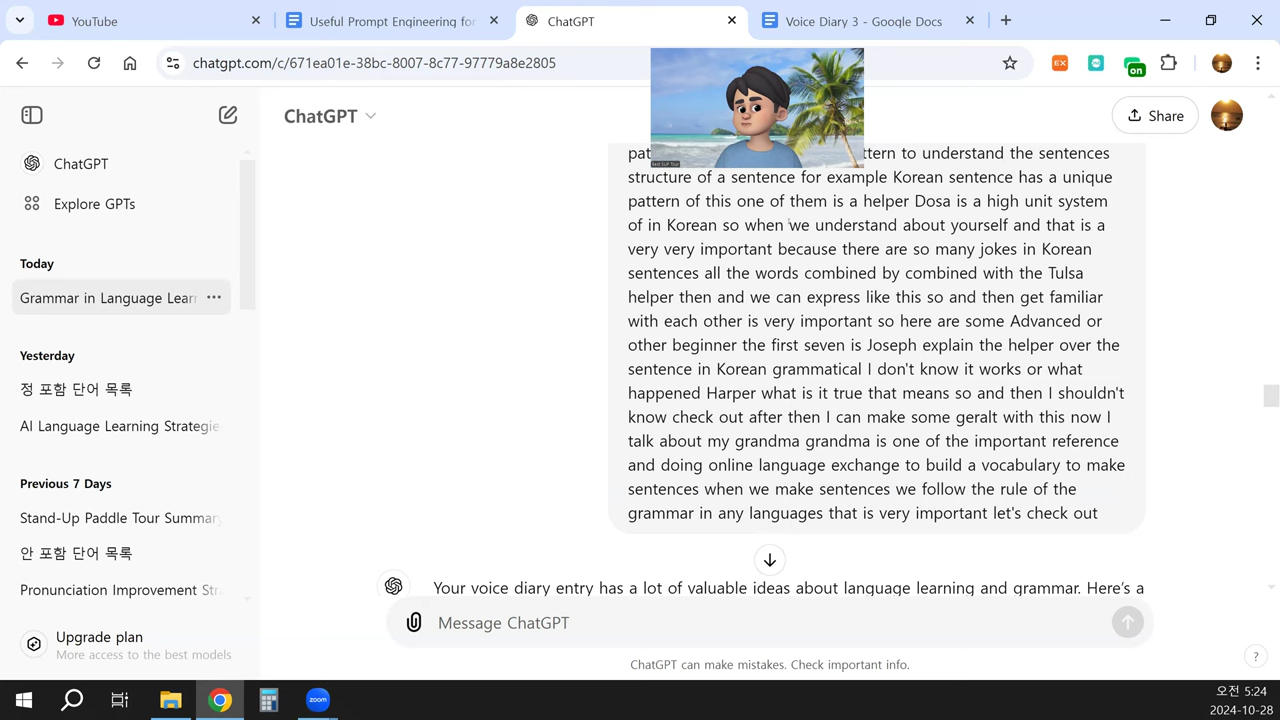 YouTube
Useful Prompt Engineering for
ChatGPT
Voice Diary 3 - Google Docs
chatgpt.com/c/671ea01e-38bc-8007-8c77-97779a8e2805
EX
on
ChatGPT
Share
ChatGPT
Explore GPTs
Today
Grammar in Language Lear
Yesterday
정 포함 단어 목록
AI Language Learning Strategie
Previous 7 Days
Stand-Up Paddle Tour Summar
안 포함 단어 목록
Pronunciation Improvement Str
Upgrade plan
More access to the best models
pat ttern to understand the sentences
structure of a sentence for example Korean sentence has a unique
pattern of this one of them is a helper Dosa is a high unit system
of in Korean so when we understand about yourself and that is a
very very important because there are so many jokes in Korean
sentences all the words combined by combined with the Tulsa
helper then and we can express like this so and then get familiar
with each other is very important so here are some Advanced or
other beginner the first seven is Joseph explain the helper over the
sentence in Korean grammatical I don't know it works or what
happened Harper what is it true that means so and then I shouldn't
know check out after then I can make some geralt with this now I
talk about my grandma grandma is one of the important reference
and doing online language exchange to build a vocabulary to make
sentences when we make sentences we follow the rule of the
grammar in any languages that is very important let's check out
Your voice diary entry has a lot of valuable ideas about language learning and grammar. Here's a
Message ChatGPT
ChatGPT can make mistakes. Check important info.
?
zoom
오전 5:24
2024-10-28